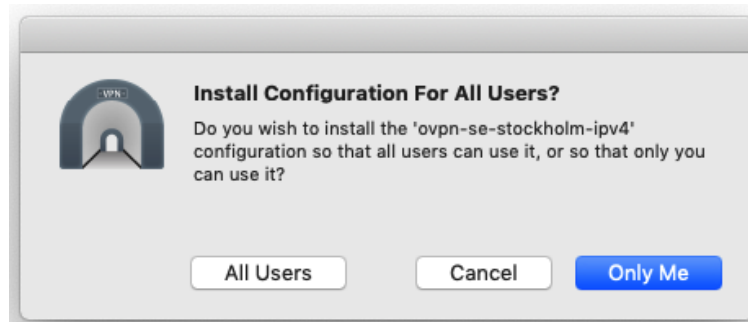 VPN
Install Configuration For All Users?
Do you wish to install the 'ovpn-se-stockholm-ipv4'
configuration so that all users can use it, or so that only you
can use it?
All Users
Cancel
Only Me